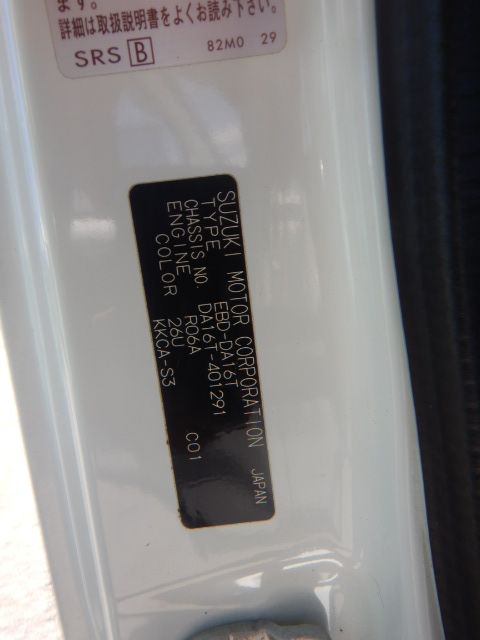 ます。
詳細は取扱説明書をよくお読み下さい。
SRS B 82M0 29
SUZUKI MOTOR CORPORATION JAPAN
TYPE EBD-DA16T
CHASSIS NO. DA16T-401291
ENGINE R06A C01
COLOR 26U
KKCA-S3